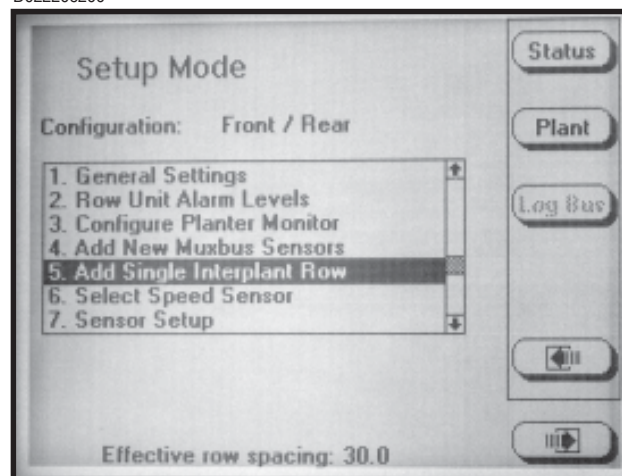 Setup Mode
Configuration: Front / Rear
1. General Settings
2. Row Unit Alarm Levels
3. Configure Planter Monitor
4. Add New Muxbus Sensors
5. Add Single Interplant Row
6. Select Speed Sensor
7. Sensor Setup
Effective row spacing: 30.0
Status
Plant
Log Bus